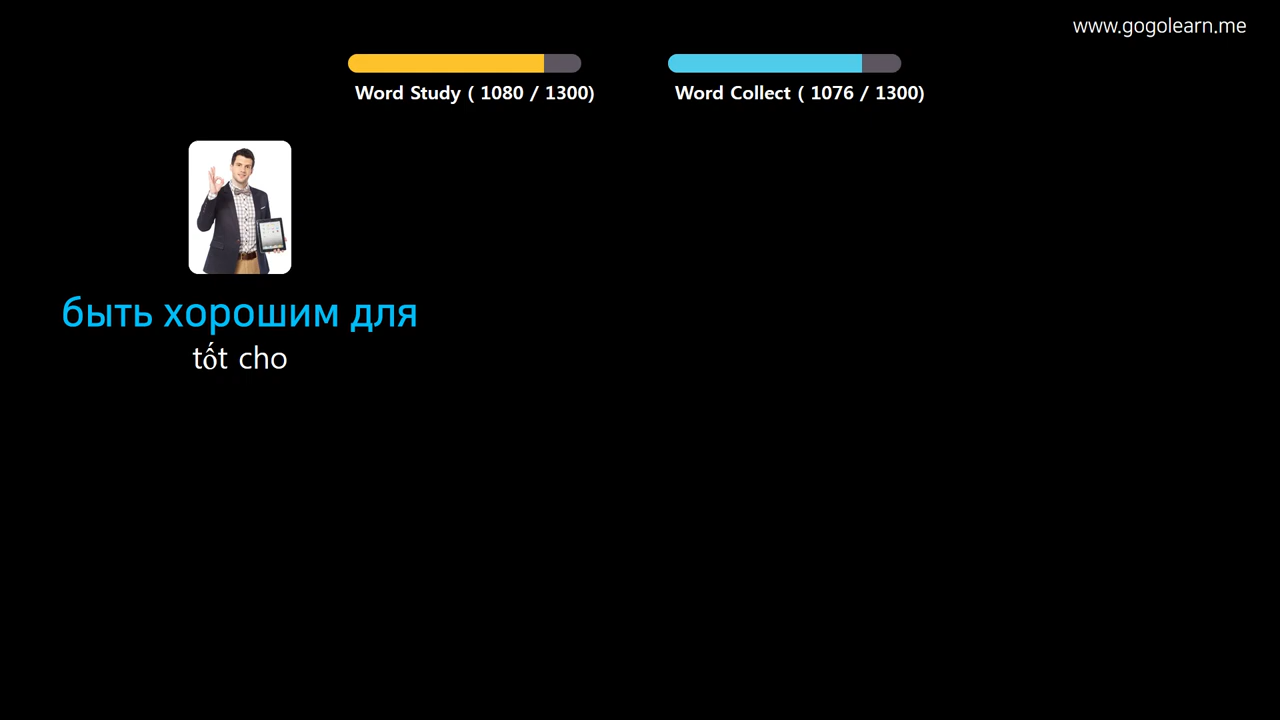 www.gogolearn.me
Word Study ( 1080 / 1300)
Word Collect ( 1076 / 1300)
быть хорошим для
tốt cho